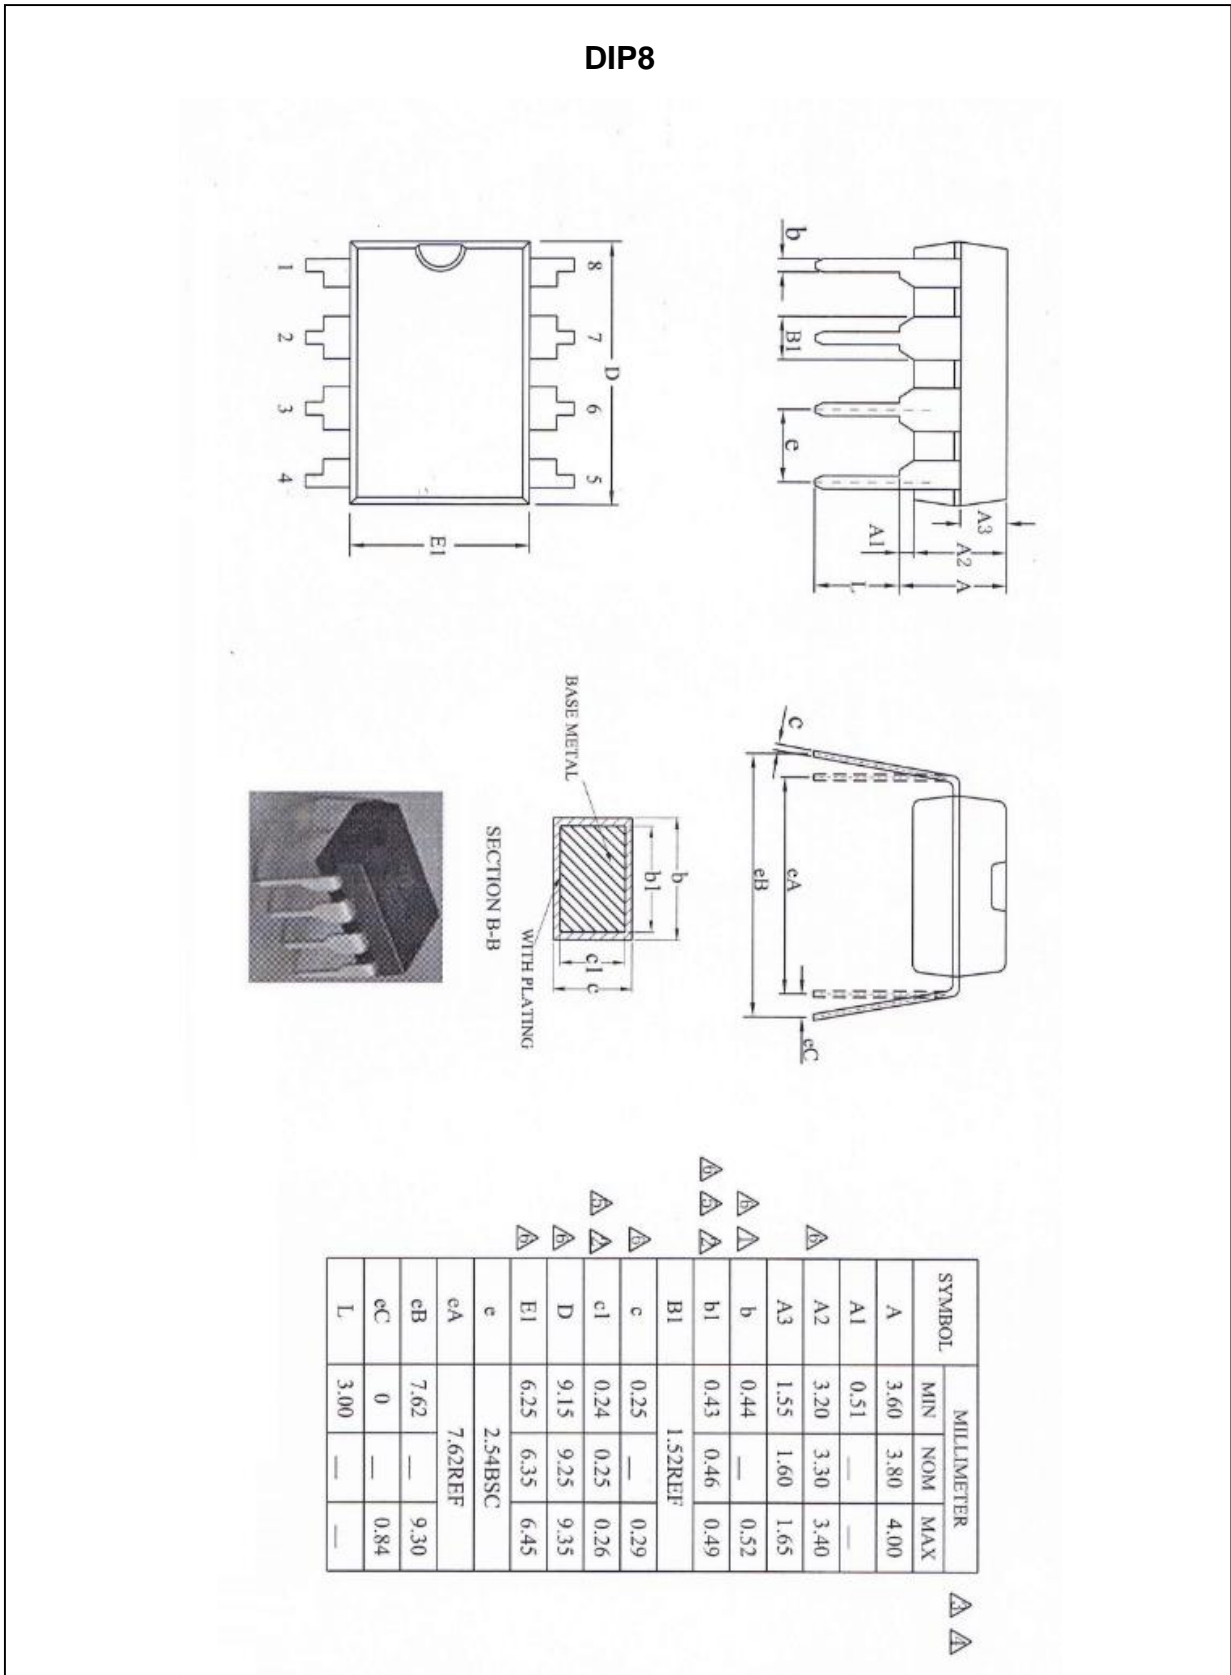 DIP8
b
B1
e
A1
A3
A2
A
L
8
7
6
5
D
1
2
3
4
E1
c
eA
eB
eC
BASE METAL
b
b1
c1
c
WITH PLATING
SECTION B-B
SYMBOL MILLIMETER
MIN NOM MAX
A 3.60 3.80 4.00
A1 0.51 — —
A2 3.20 3.30 3.40
A3 1.55 1.60 1.65
b 0.44 — 0.52
b1 0.43 0.46 0.49
B1 1.52REF
c 0.25 — 0.29
c1 0.24 0.25 0.26
D 9.15 9.25 9.35
E1 6.25 6.35 6.45
e 2.54BSC
eA 7.62REF
eB 7.62 — 9.30
eC 0 — 0.84
L 3.00 — —